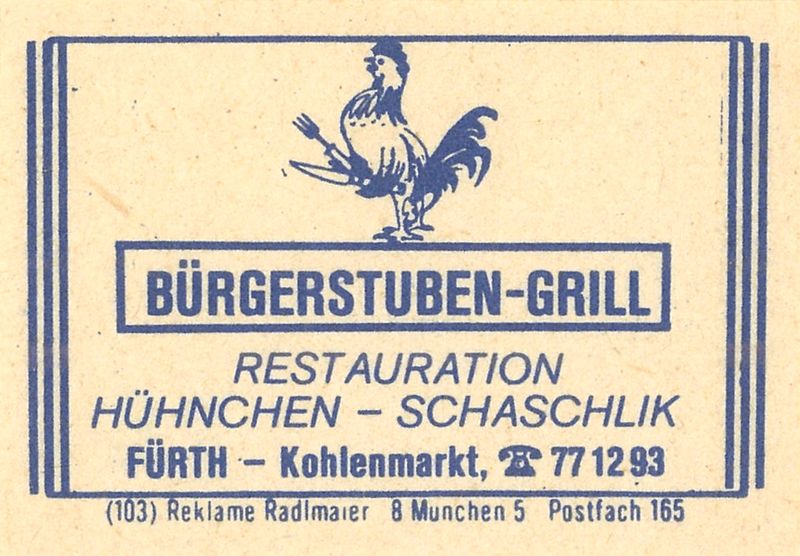 BÜRGERSTUBEN-GRILL
RESTAURATION
HÜHNCHEN – SCHASCHLIK
FÜRTH – Kohlenmarkt, ☎ 77 12 93
(103) Reklame Radlmaier 8 Munchen 5 Postfach 165